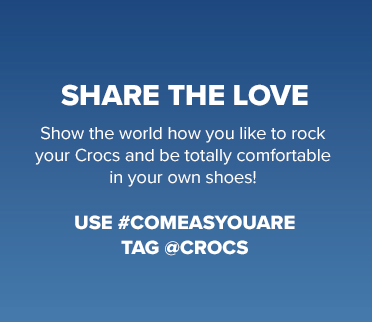 SHARE THE LOVE
Show the world how you like to rock
your Crocs and be totally comfortable
in your own shoes!
USE #COMEASYOUARE
TAG @CROCS